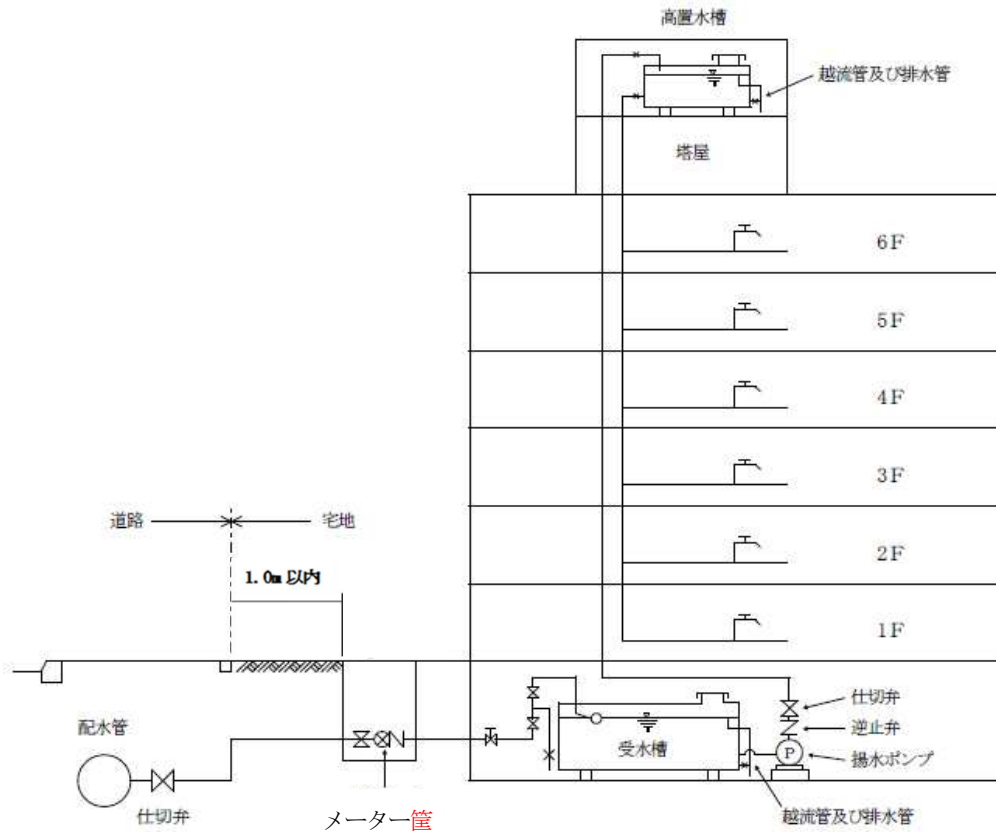 高置水槽
越流管及び排水管
塔屋
6F
5F
4F
3F
2F
1F
道路
宅地
1.0m以内
配水管
仕切弁
メーター筐
受水槽
P
仕切弁
逆止弁
揚水ポンプ
越流管及び排水管